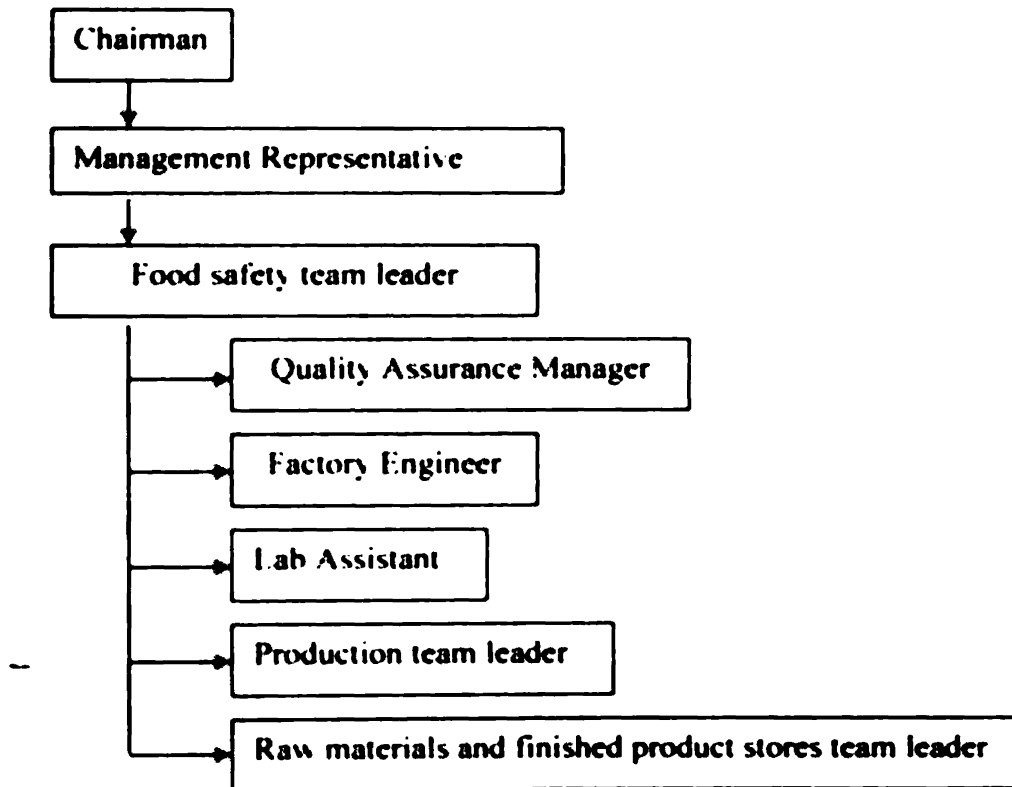 Chairman
Management Representative
Food safety team leader
Quality Assurance Manager
Factory Engineer
Lab Assistant
Production team leader
Raw materials and finished product stores team leader